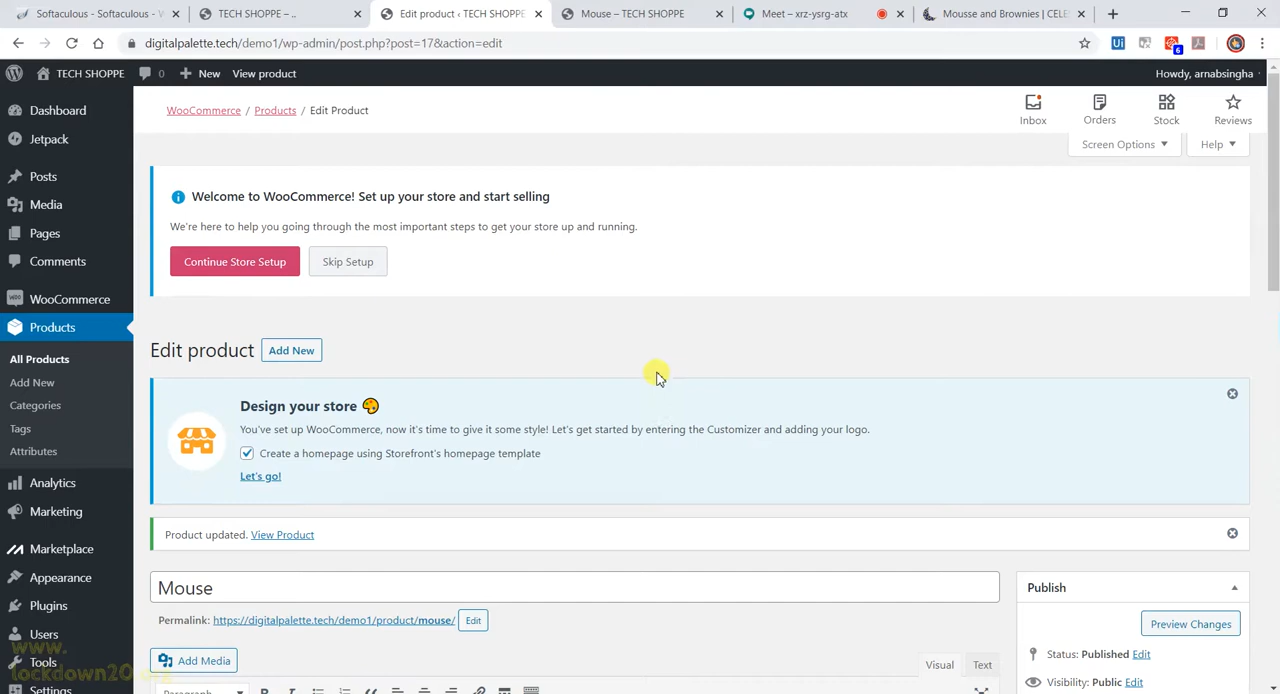 Softaculous - Softaculous - W
TECH SHOPPE – ..
Edit product ‹ TECH SHOPPE
Mouse – TECH SHOPPE
Meet – xrz-ysrg-atx
Mousse and Brownies | CELE
digitalpalette.tech/demo1/wp-admin/post.php?post=17&action=edit
Ui
6
TECH SHOPPE
0
New
View product
Howdy, arnabsingha
Dashboard
Jetpack
Posts
Media
Pages
Comments
WooCommerce
Products
All Products
Add New
Categories
Tags
Attributes
Analytics
Marketing
Marketplace
Appearance
Plugins
Users
Tools
Settings
WooCommerce / Products / Edit Product
Inbox
Orders
Stock
Reviews
Screen Options
Help
Welcome to WooCommerce! Set up your store and start selling
We're here to help you going through the most important steps to get your store up and running.
Continue Store Setup
Skip Setup
Edit product
Add New
Design your store
You've set up WooCommerce, now it's time to give it some style! Let's get started by entering the Customizer and adding your logo.
Create a homepage using Storefront's homepage template
Let's go!
Product updated. View Product
Mouse
Permalink: https://digitalpalette.tech/demo1/product/mouse/ Edit
Add Media
Visual
Text
Paragraph
Publish
Preview Changes
Status: Published Edit
Visibility: Public Edit
www.
lockdown20.org